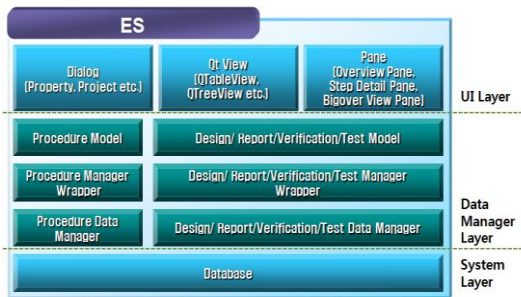 ES
Dialog
(Property, Project etc.)
Qt View
(QTableView,
QTreeView etc.)
Pane
(Overview Pane,
Step Detail Pane,
Bigover View Pane)
UI Layer
Procedure Model
Design/ Report/Verification/Test Model
Procedure Manager
Wrapper
Design/ Report/Verification/Test Manager
Wrapper
Procedure Data
Manager
Design/ Report/Verification/Test Data Manager
Data
Manager
Layer
Database
System
Layer